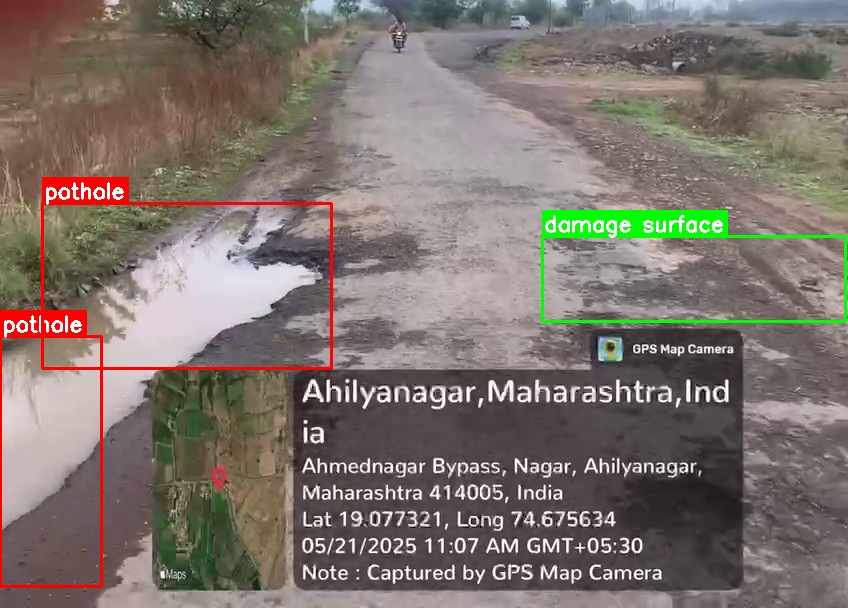 pothole
damage surface
pothole
GPS Map Camera
Ahilyanagar,Maharashtra,Ind
ia
Ahmednagar Bypass, Nagar, Ahilyanagar,
Maharashtra 414005, India
Lat 19.077321, Long 74.675634
05/21/2025 11:07 AM GMT+05:30
Note : Captured by GPS Map Camera
Maps